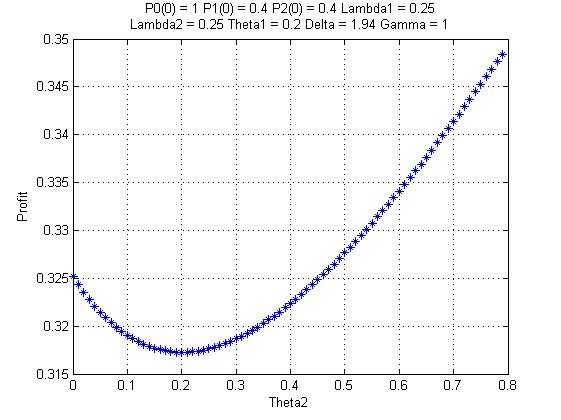 P0(0) = 1 P1(0) = 0.4 P2(0) = 0.4 Lambda1 = 0.25
Lambda2 = 0.25 Theta1 = 0.2 Delta = 1.94 Gamma = 1
0.35
0.345
0.34
0.335
0.33
0.325
0.32
0.315
Profit
0 0.1 0.2 0.3 0.4 0.5 0.6 0.7 0.8
Theta2